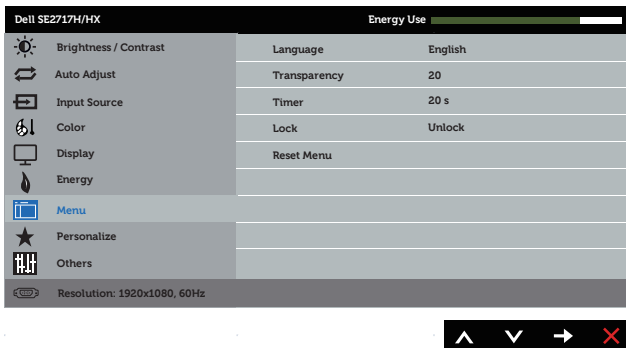 Dell SE2717H/HX Energy Use
Brightness / Contrast Language English
Auto Adjust Transparency 20
Input Source Timer 20 s
Color Lock Unlock
Display Reset Menu
Energy
Menu
Personalize
Others
Resolution: 1920x1080, 60Hz